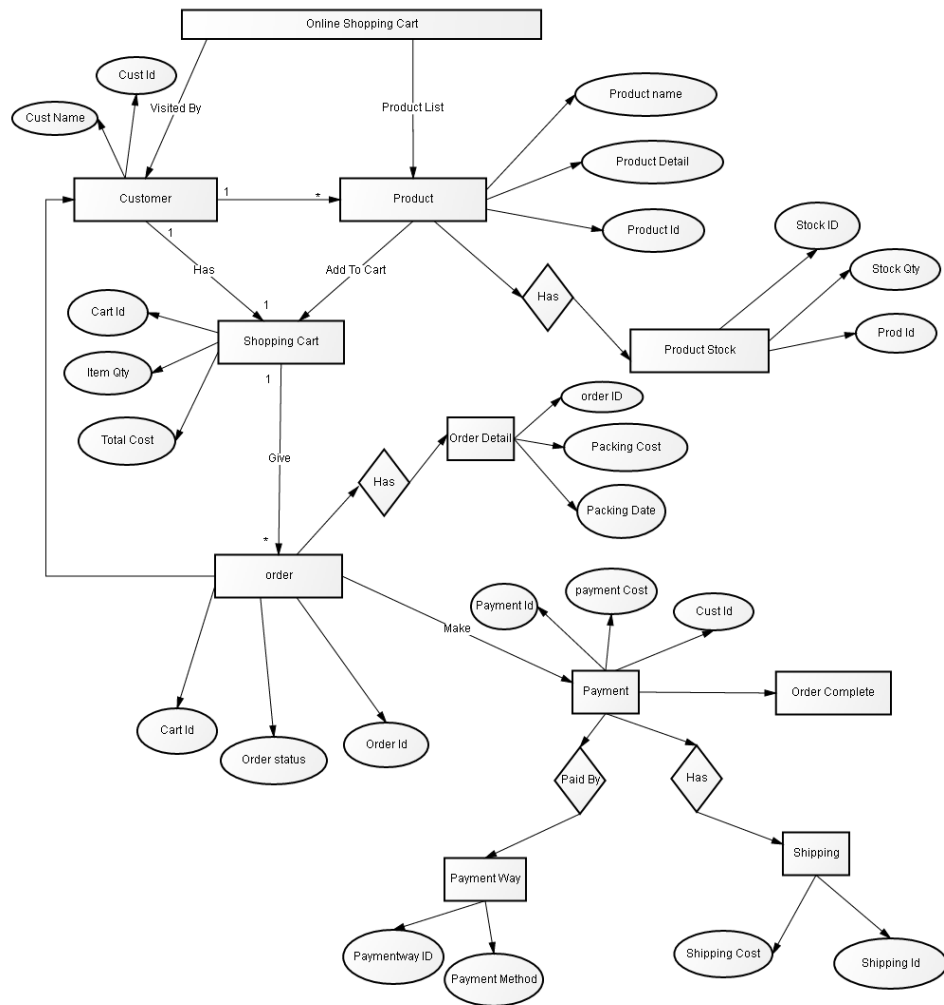 Online Shopping Cart
Cust Id
Visited By
Product List
Product name
Cust Name
Product Detail
Customer
1
*
Product
Product Id
Stock ID
1
Has
Add To Cart
Has
Stock Qty
Cart Id
1
Shopping Cart
Product Stock
Prod Id
Item Qty
1
order ID
Total Cost
Order Detail
Packing Cost
Give
Has
Packing Date
*
order
payment Cost
Payment Id
Cust Id
Make
Payment
Order Complete
Cart Id
Order status
Order Id
Paid By
Has
Shipping
Payment Way
Paymentway ID
Payment Method
Shipping Cost
Shipping Id